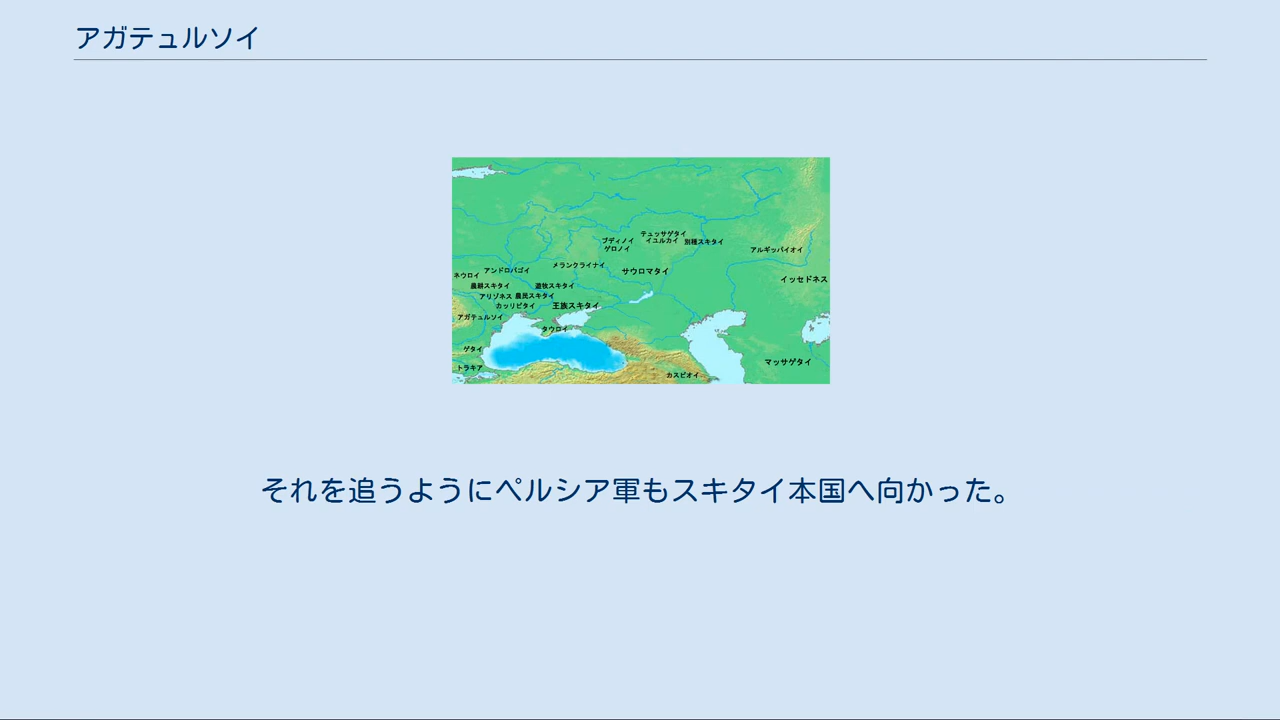 アガテュルソイ
テュッサゲタイ
ブディノイ イユルカイ 別種スキタイ
ゲロノイ
アルギッパイオイ
メランクライナイ
アンドロパゴイ
サウロマタイ
ネウロイ
イッセドネス
農耕スキタイ 遊牧スキタイ
アリゾネス 農民スキタイ
カッリピダイ 王族スキタイ
アガテュルソイ
タウロイ
ゲタイ
マッサゲタイ
トラキア
カスピオイ
それを追うようにペルシア軍もスキタイ本国へ向かった。